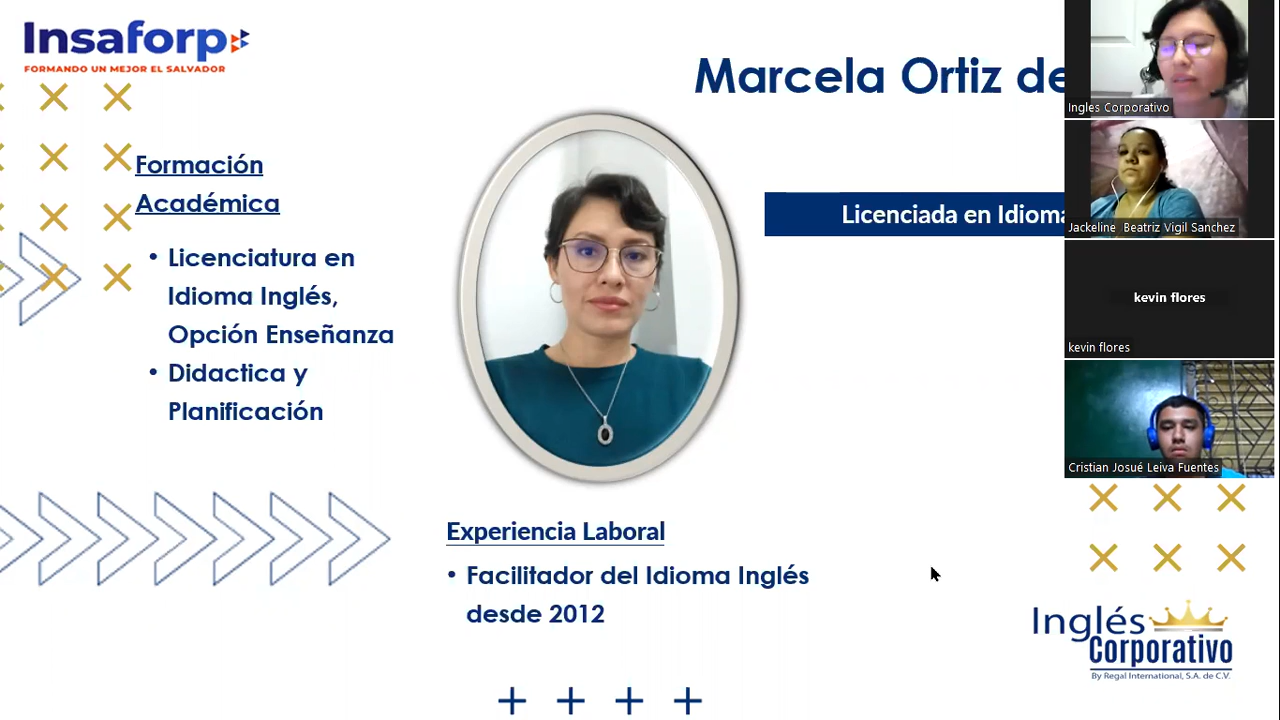 Insaforp
FORMANDO UN MEJOR EL SALVADOR
Marcela Ortiz de
Formación
Académica
• Licenciatura en
Idioma Inglés,
Opción Enseñanza
• Didactica y
Planificación
Licenciada en Idioma
Experiencia Laboral
• Facilitador del Idioma Inglés
desde 2012
Ingles Corporativo
Jackeline Beatriz Vigil Sanchez
kevin flores
kevin flores
Cristian Josué Leiva Fuentes
Inglés
Corporativo
By Regal International, S.A. de C.V.